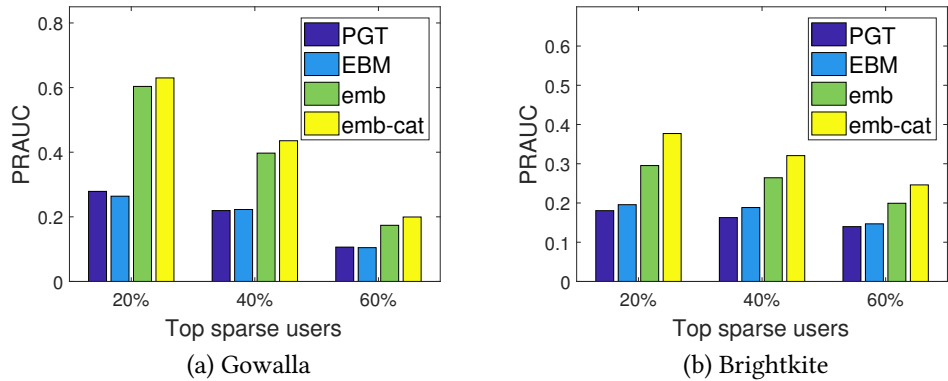 PRAUC
0.8
0.6
0.4
0.2
0
20%
40%
60%
Top sparse users
PGT
EBM
emb
emb-cat
(a) Gowalla
PRAUC
0.6
0.5
0.4
0.3
0.2
0.1
0
20%
40%
60%
Top sparse users
PGT
EBM
emb
emb-cat
(b) Brightkite